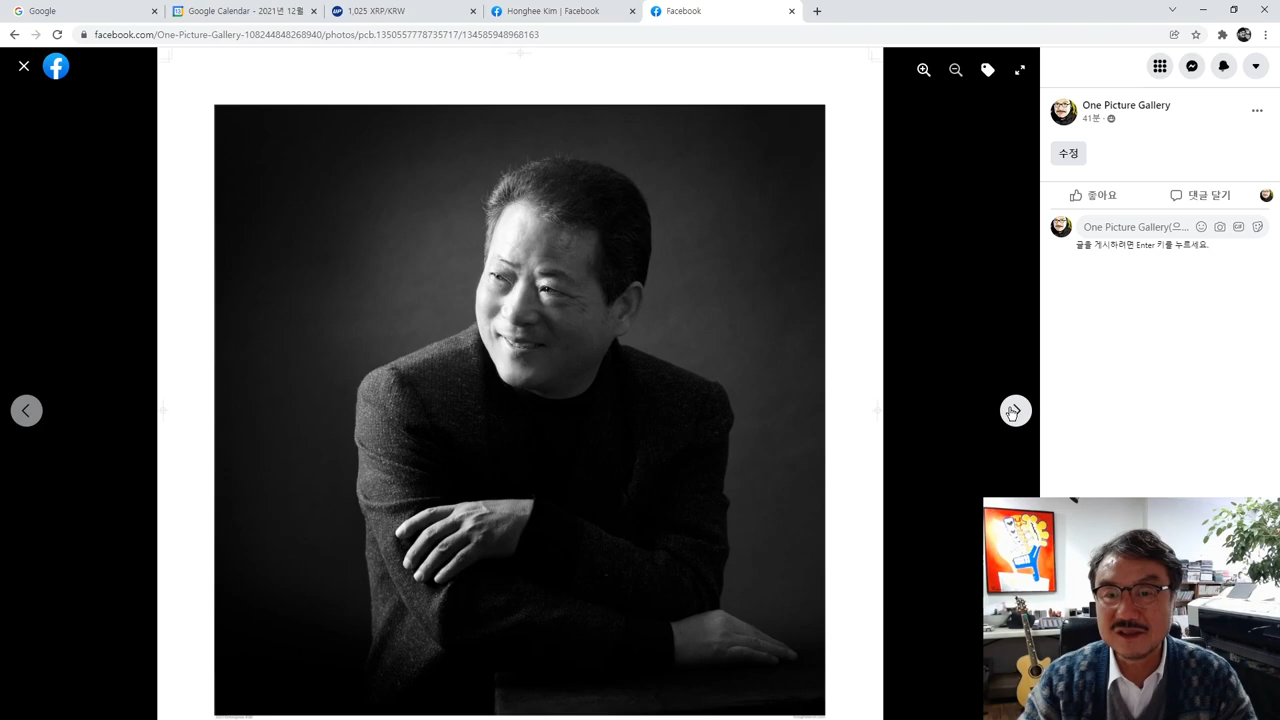 Google
Google Calendar - 2021년 12월
1,025 XRP/KRW
Honghee Kim | Facebook
Facebook
facebook.com/One-Picture-Gallery-108244848268940/photos/pcb.1350557778735717/134585948968163
One Picture Gallery
41분 ·
수정
좋아요
댓글 달기
One Picture Gallery(으...
글을 게시하려면 Enter 키를 누르세요.